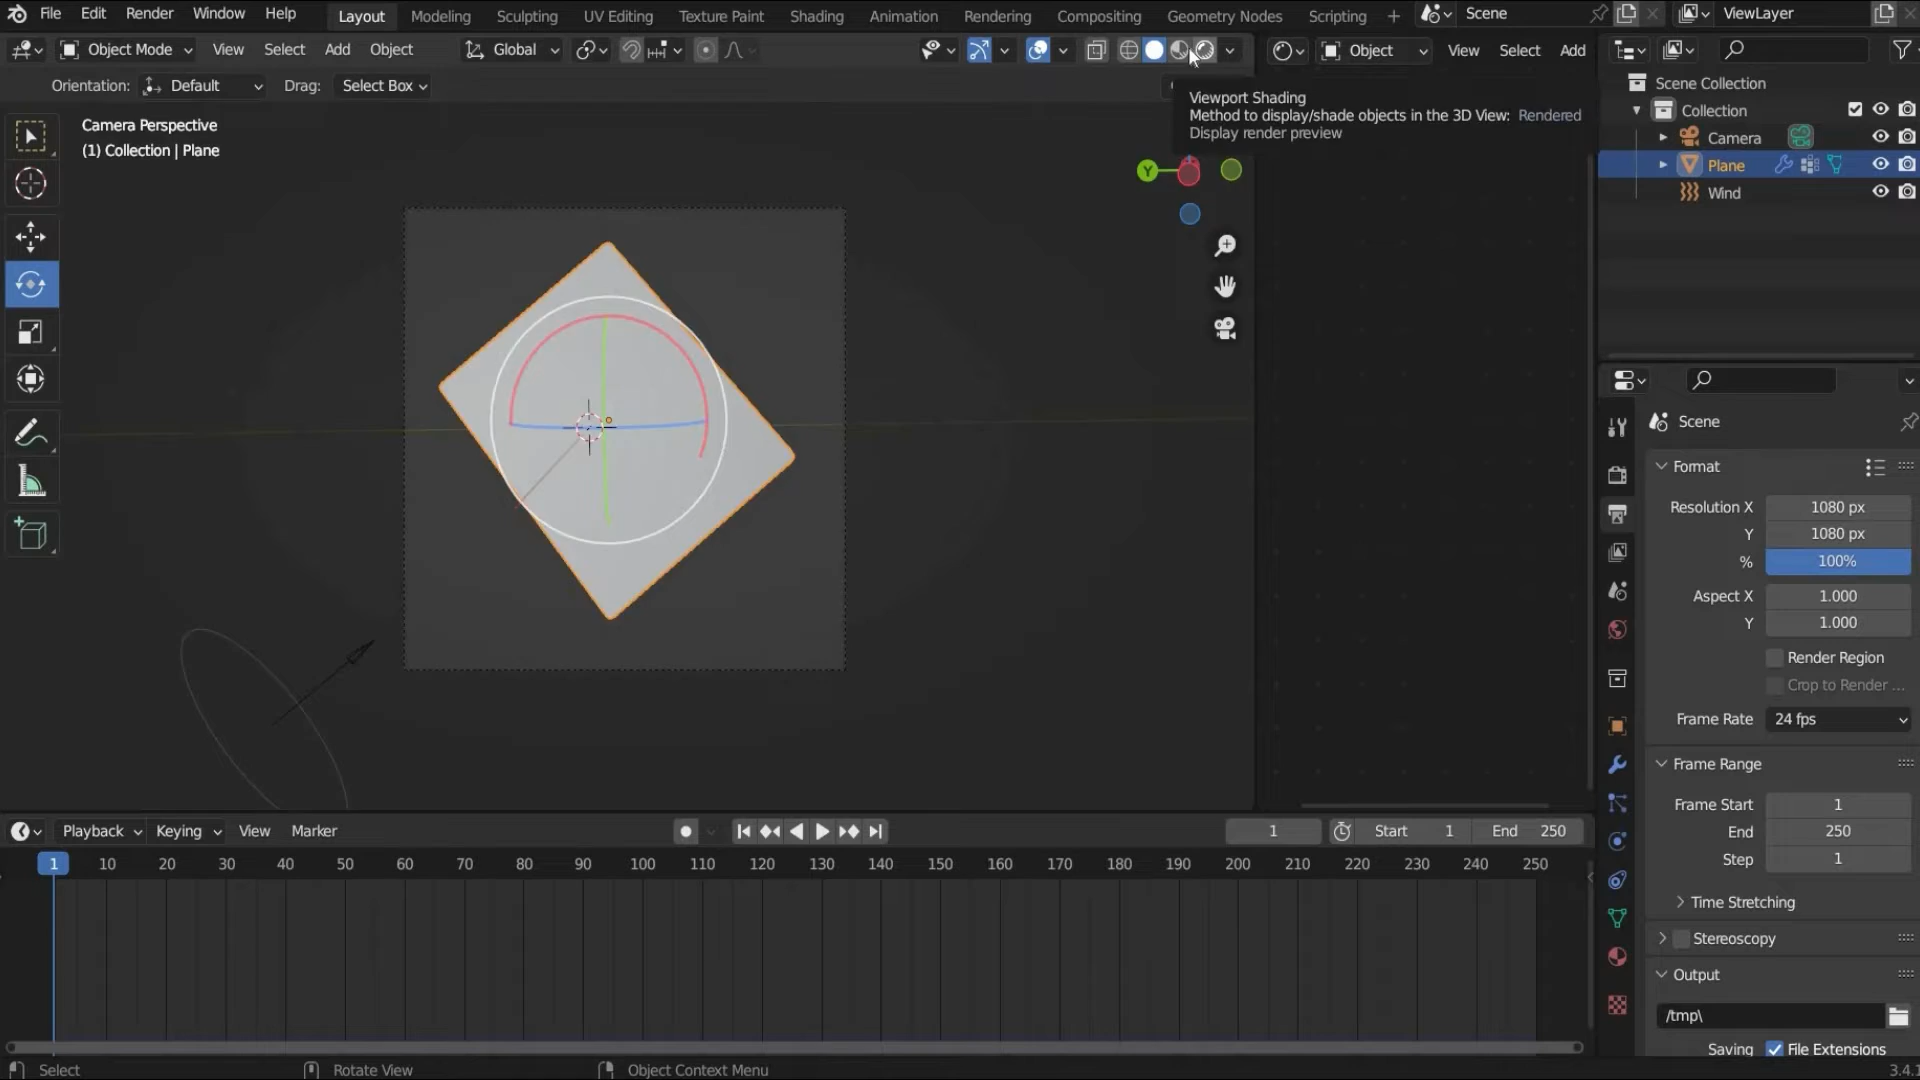 File Edit Render Window Help Layout Modeling Sculpting UV Editing Texture Paint Shading Animation Rendering Compositing Geometry Nodes Scripting + Scene ViewLayer
Object Mode View Select Add Object Global Object View Select Add
Orientation: Default Drag: Select Box
Camera Perspective
(1) Collection | Plane
Viewport Shading
Method to display/shade objects in the 3D View: Rendered
Display render preview
Y
Scene Collection
Collection
Camera
Plane
Wind
Scene
Format
Resolution X 1080 px
Y 1080 px
% 100%
Aspect X 1.000
Y 1.000
Render Region
Crop to Render ...
Frame Rate 24 fps
Frame Range
Frame Start 1
End 250
Step 1
Time Stretching
Stereoscopy
Output
/tmp\
Saving File Extensions
Playback Keying View Marker 1 Start 1 End 250
1 10 20 30 40 50 60 70 80 90 100 110 120 130 140 150 160 170 180 190 200 210 220 230 240 250
Select Rotate View Object Context Menu 3.4.1